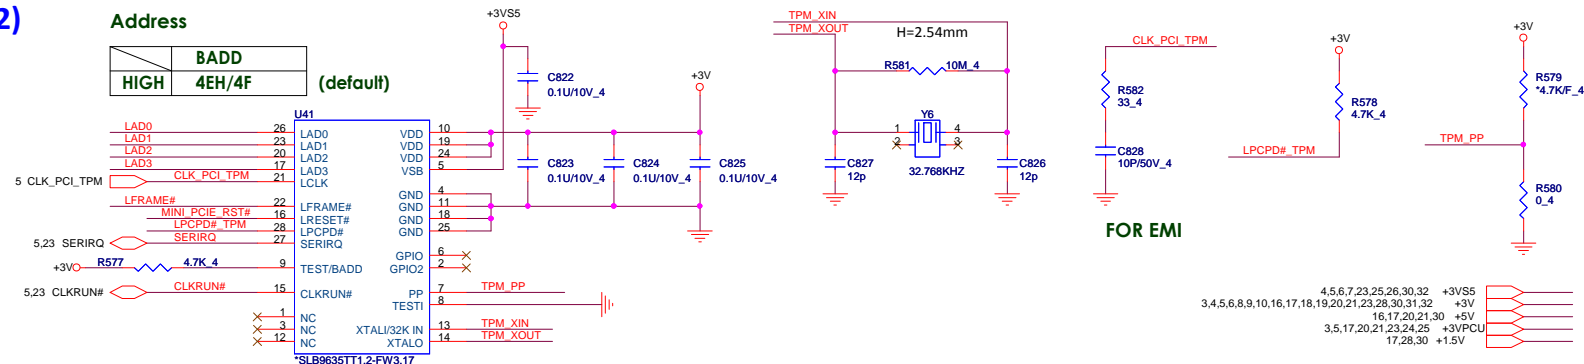 2)
Address
BADD
HIGH 4EH/4F (default)
+3VS5
C822
0.1U/10V_4
+3V
U41
LAD0 26 LAD0 VDD 10
LAD1 23 LAD1 VDD 19
LAD2 20 LAD2 VDD 24
LAD3 17 LAD3 VSB 5
5 CLK_PCI_TPM CLK_PCI_TPM 21 LCLK
GND 4
LFRAME# 22 LFRAME# GND 11
MINI_PCIE_RST# 16 LRESET# GND 18
LPCPD#_TPM 28 LPCPD# GND 25
5,23 SERIRQ SERIRQ 27 SERIRQ
GPIO 6
+3V R577 4.7K_4 9 TEST/BADD GPIO2 2
5,23 CLKRUN# CLKRUN# 15 CLKRUN# PP 7 TPM_PP
TESTI 8
1 NC
3 NC XTALI/32K IN 13 TPM_XIN
12 NC XTALO 14 TPM_XOUT
*SLB9635TT1.2-FW3.17
C823
0.1U/10V_4
C824
0.1U/10V_4
C825
0.1U/10V_4
TPM_XIN
TPM_XOUT
H=2.54mm
R581 10M_4
Y6
1 4
2 3
32.768KHZ
C827
12p
C826
12p
CLK_PCI_TPM
R582
33_4
C828
10P/50V_4
FOR EMI
+3V
R578
4.7K_4
LPCPD#_TPM
+3V
R579
*4.7K/F_4
TPM_PP
R580
0_4
4,5,6,7,23,25,26,30,32 +3VS5
3,4,5,6,8,9,10,16,17,18,19,20,21,23,28,30,31,32 +3V
16,17,20,21,30 +5V
3,5,17,20,21,23,24,25 +3VPCU
17,28,30 +1.5V